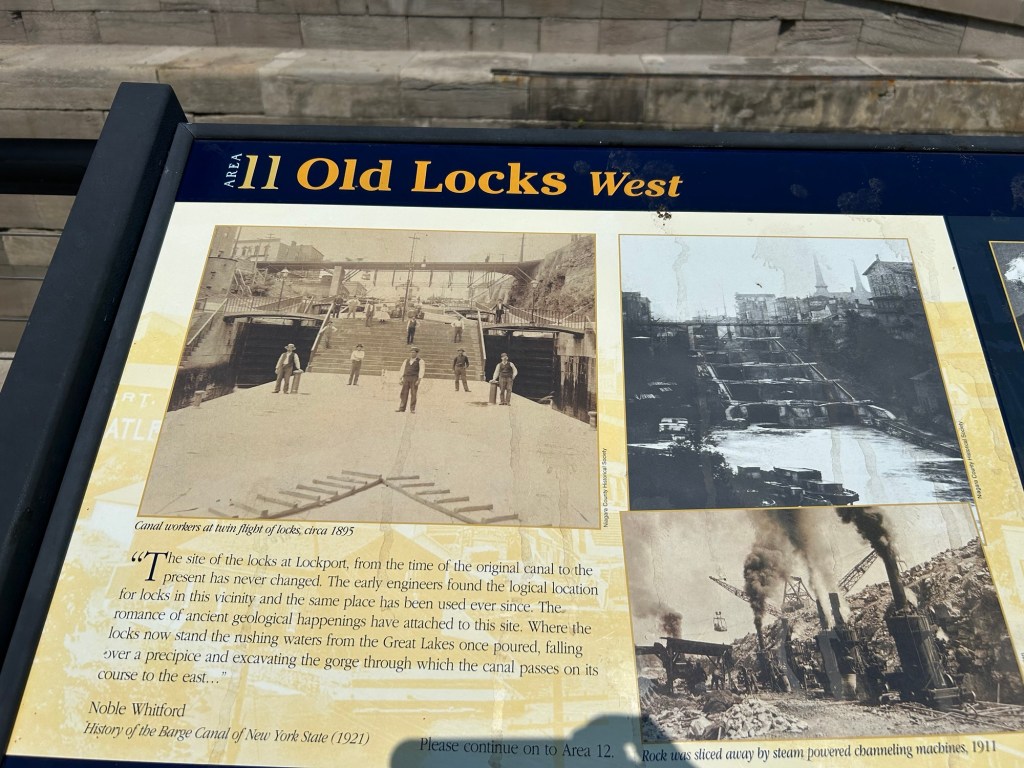 AREA
11 Old Locks West
Niagara County Historical Society
Niagara County Historical Society
Canal workers at twin flight of locks, circa 1895
“The site of the locks at Lockport, from the time of the original canal to the
present has never changed. The early engineers found the logical location
for locks in this vicinity and the same place has been used ever since. The
romance of ancient geological happenings have attached to this site. Where the
locks now stand the rushing waters from the Great Lakes once poured, falling
over a precipice and excavating the gorge through which the canal passes on its
course to the east…”
Noble Whitford
History of the Barge Canal of New York State (1921)
Please continue on to Area 12.
Rock was sliced away by steam powered channeling machines, 1911